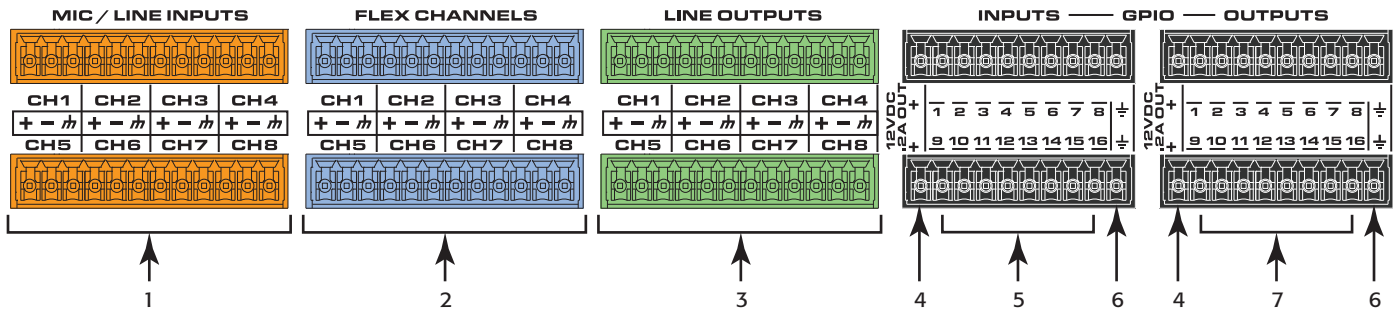 MIC / LINE INPUTS FLEX CHANNELS LINE OUTPUTS INPUTS — GPIO — OUTPUTS
CH1 CH2 CH3 CH4 CH1 CH2 CH3 CH4 CH1 CH2 CH3 CH4
+ − + − + − + − + − + − + − + − + − + − + − + −
CH5 CH6 CH7 CH8 CH5 CH6 CH7 CH8 CH5 CH6 CH7 CH8
12VDC
.2A OUT
+ 1 2 3 4 5 6 7 8
+ 9 10 11 12 13 14 15 16
12VDC
.2A OUT
+ 1 2 3 4 5 6 7 8
+ 9 10 11 12 13 14 15 16
1 2 3 4 5 6 4 7 6